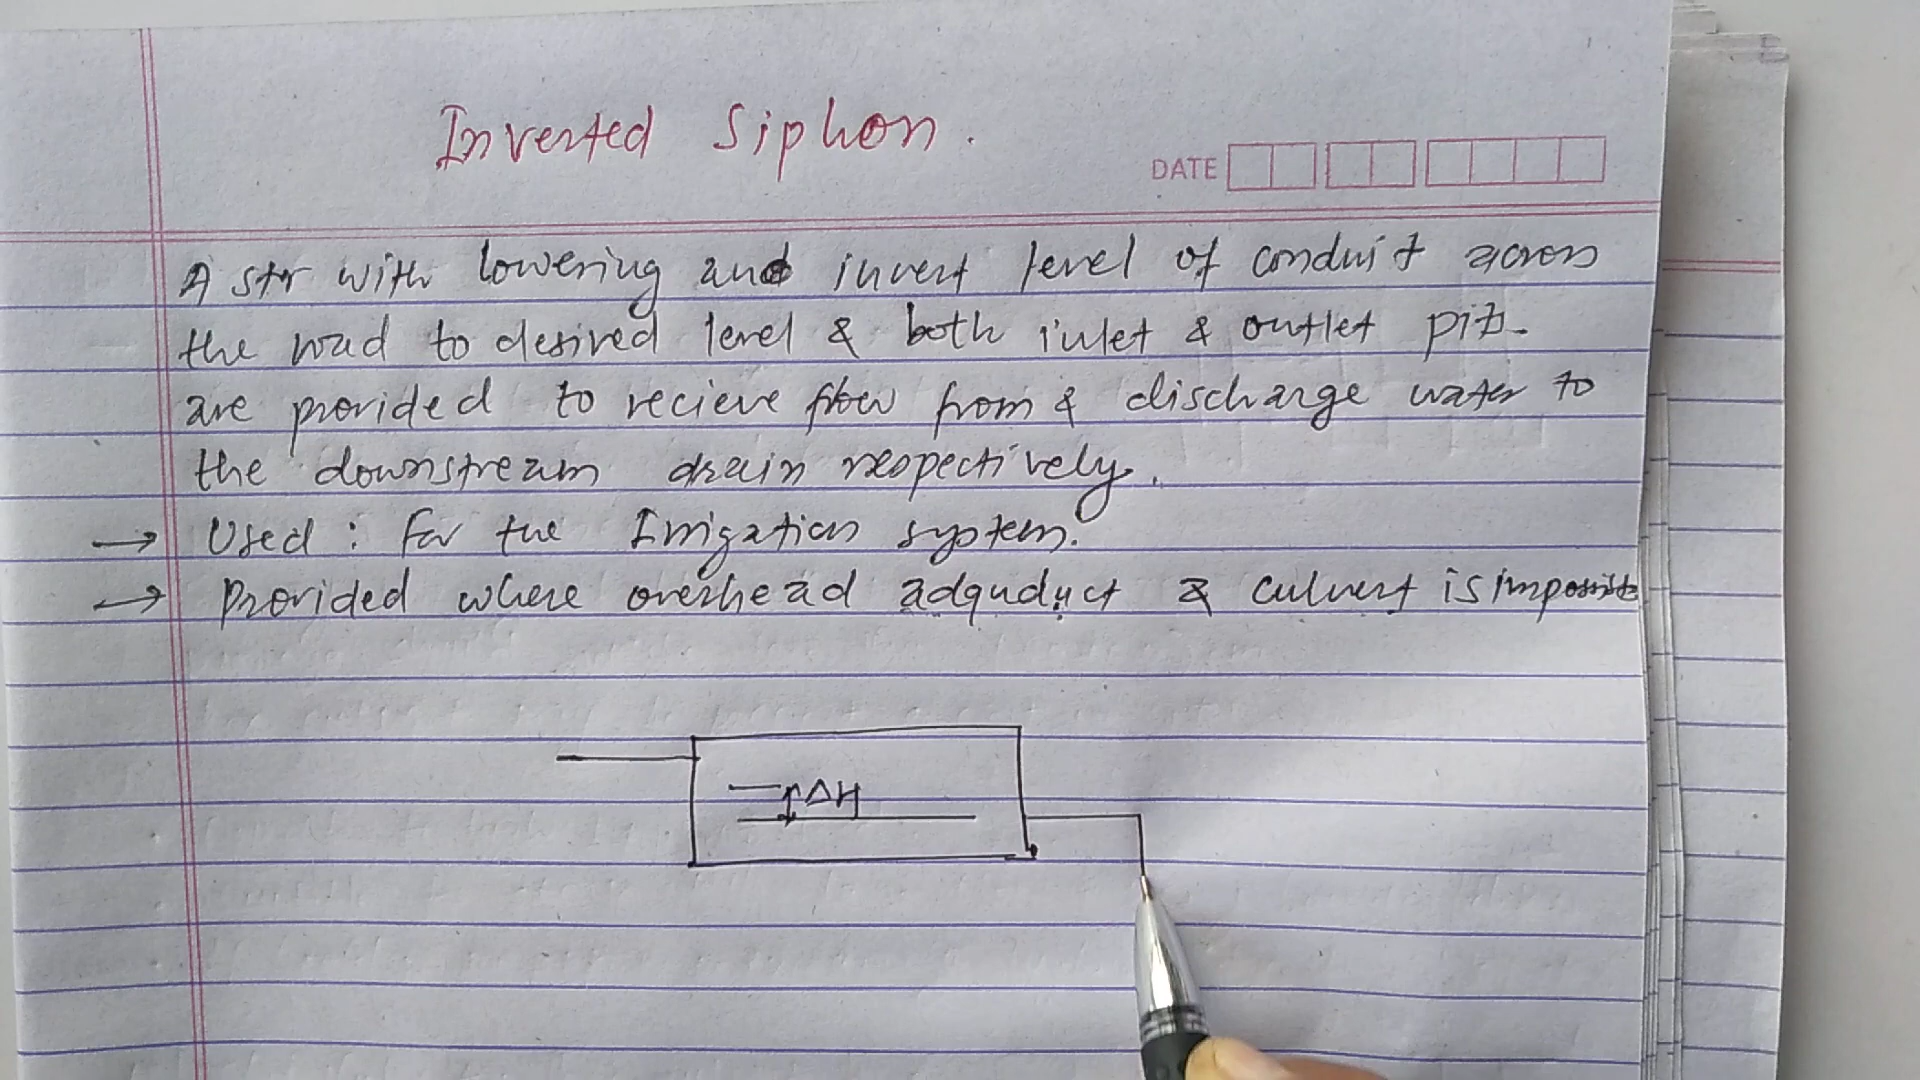 Inverted Siphon.
DATE
A str with lowering and invert level of conduit across
the road to desired level & both inlet & outlet pit
are provided to recieve flow from & discharge water to
the downstream drain respectively.
→ Used : For the Irrigation system.
→ Provided where overhead adquduct & culvert is impossible
ΔH